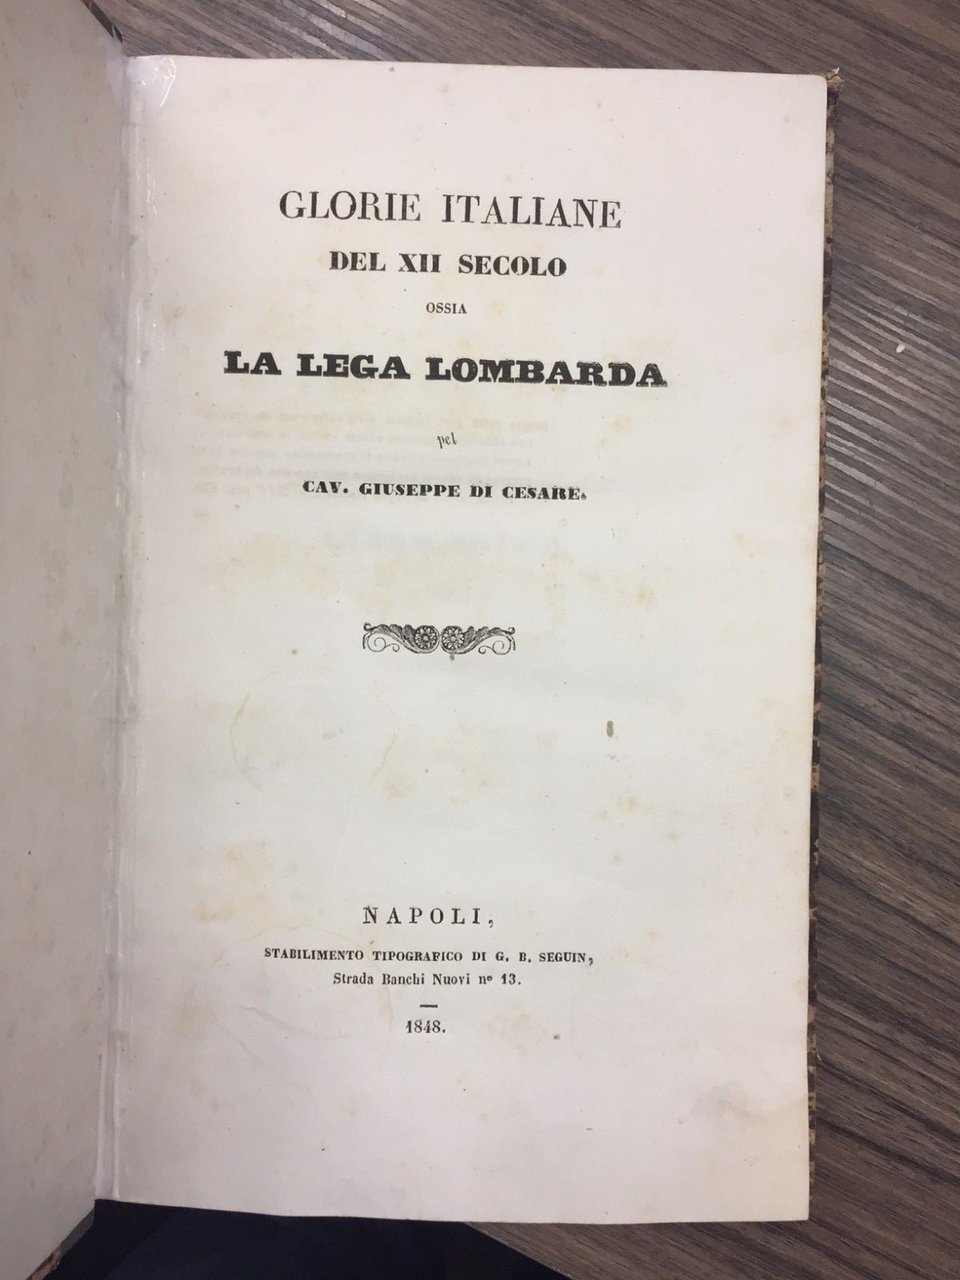 GLORIE ITALIANE
DEL XII SECOLO
OSSIA
LA LEGA LOMBARDA
pel
CAV. GIUSEPPE DI CESARE.
NAPOLI,
STABILIMENTO TIPOGRAFICO DI G. B. SEGUIN,
Strada Banchi Nuovi nº 13.
1848.